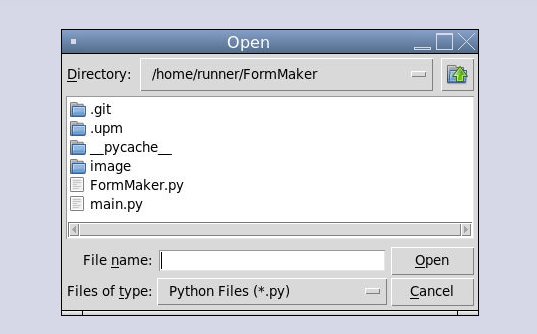 Open
Directory: /home/runner/FormMaker
.git
.upm
__pycache__
image
FormMaker.py
main.py
File name: Open
Files of type: Python Files (*.py) Cancel